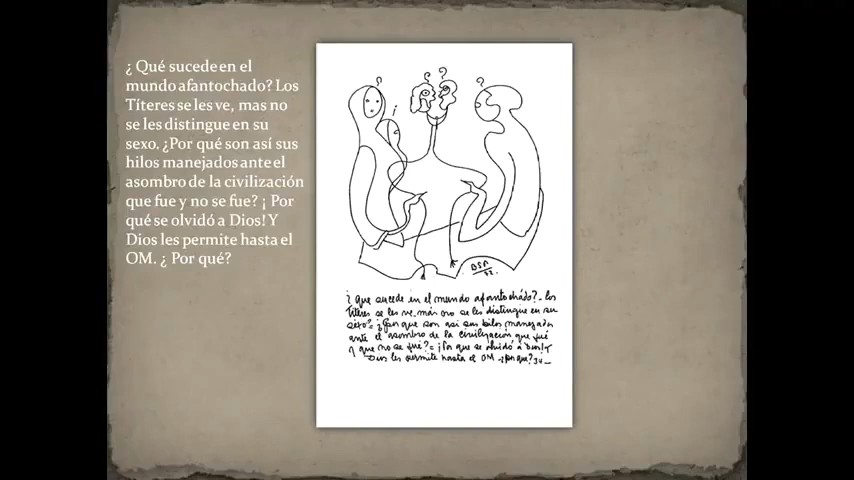 ¿ Qué sucede en el
mundo afantochado? Los
Títeres se les ve, mas no
se les distingue en su
sexo. ¿Por qué son así sus
hilos manejados ante el
asombro de la civilización
que fue y no se fue? ¡ Por
qué se olvidó a Dios! Y
Dios les permite hasta el
OM. ¿ Por qué?
? ¡ ? ? ?
BSP
¿ Que sucede en el mundo afantochado?_ Los
Títeres se les ve. más no se les distingue en su
sexo?= ¿Por que son asi sus hilos manejados
ante el asombro de la civilización que fué
y que no se fué?= ¡Por que se olvidó a Dios! Y
Dios les permite hasta el OM. ¿por que?